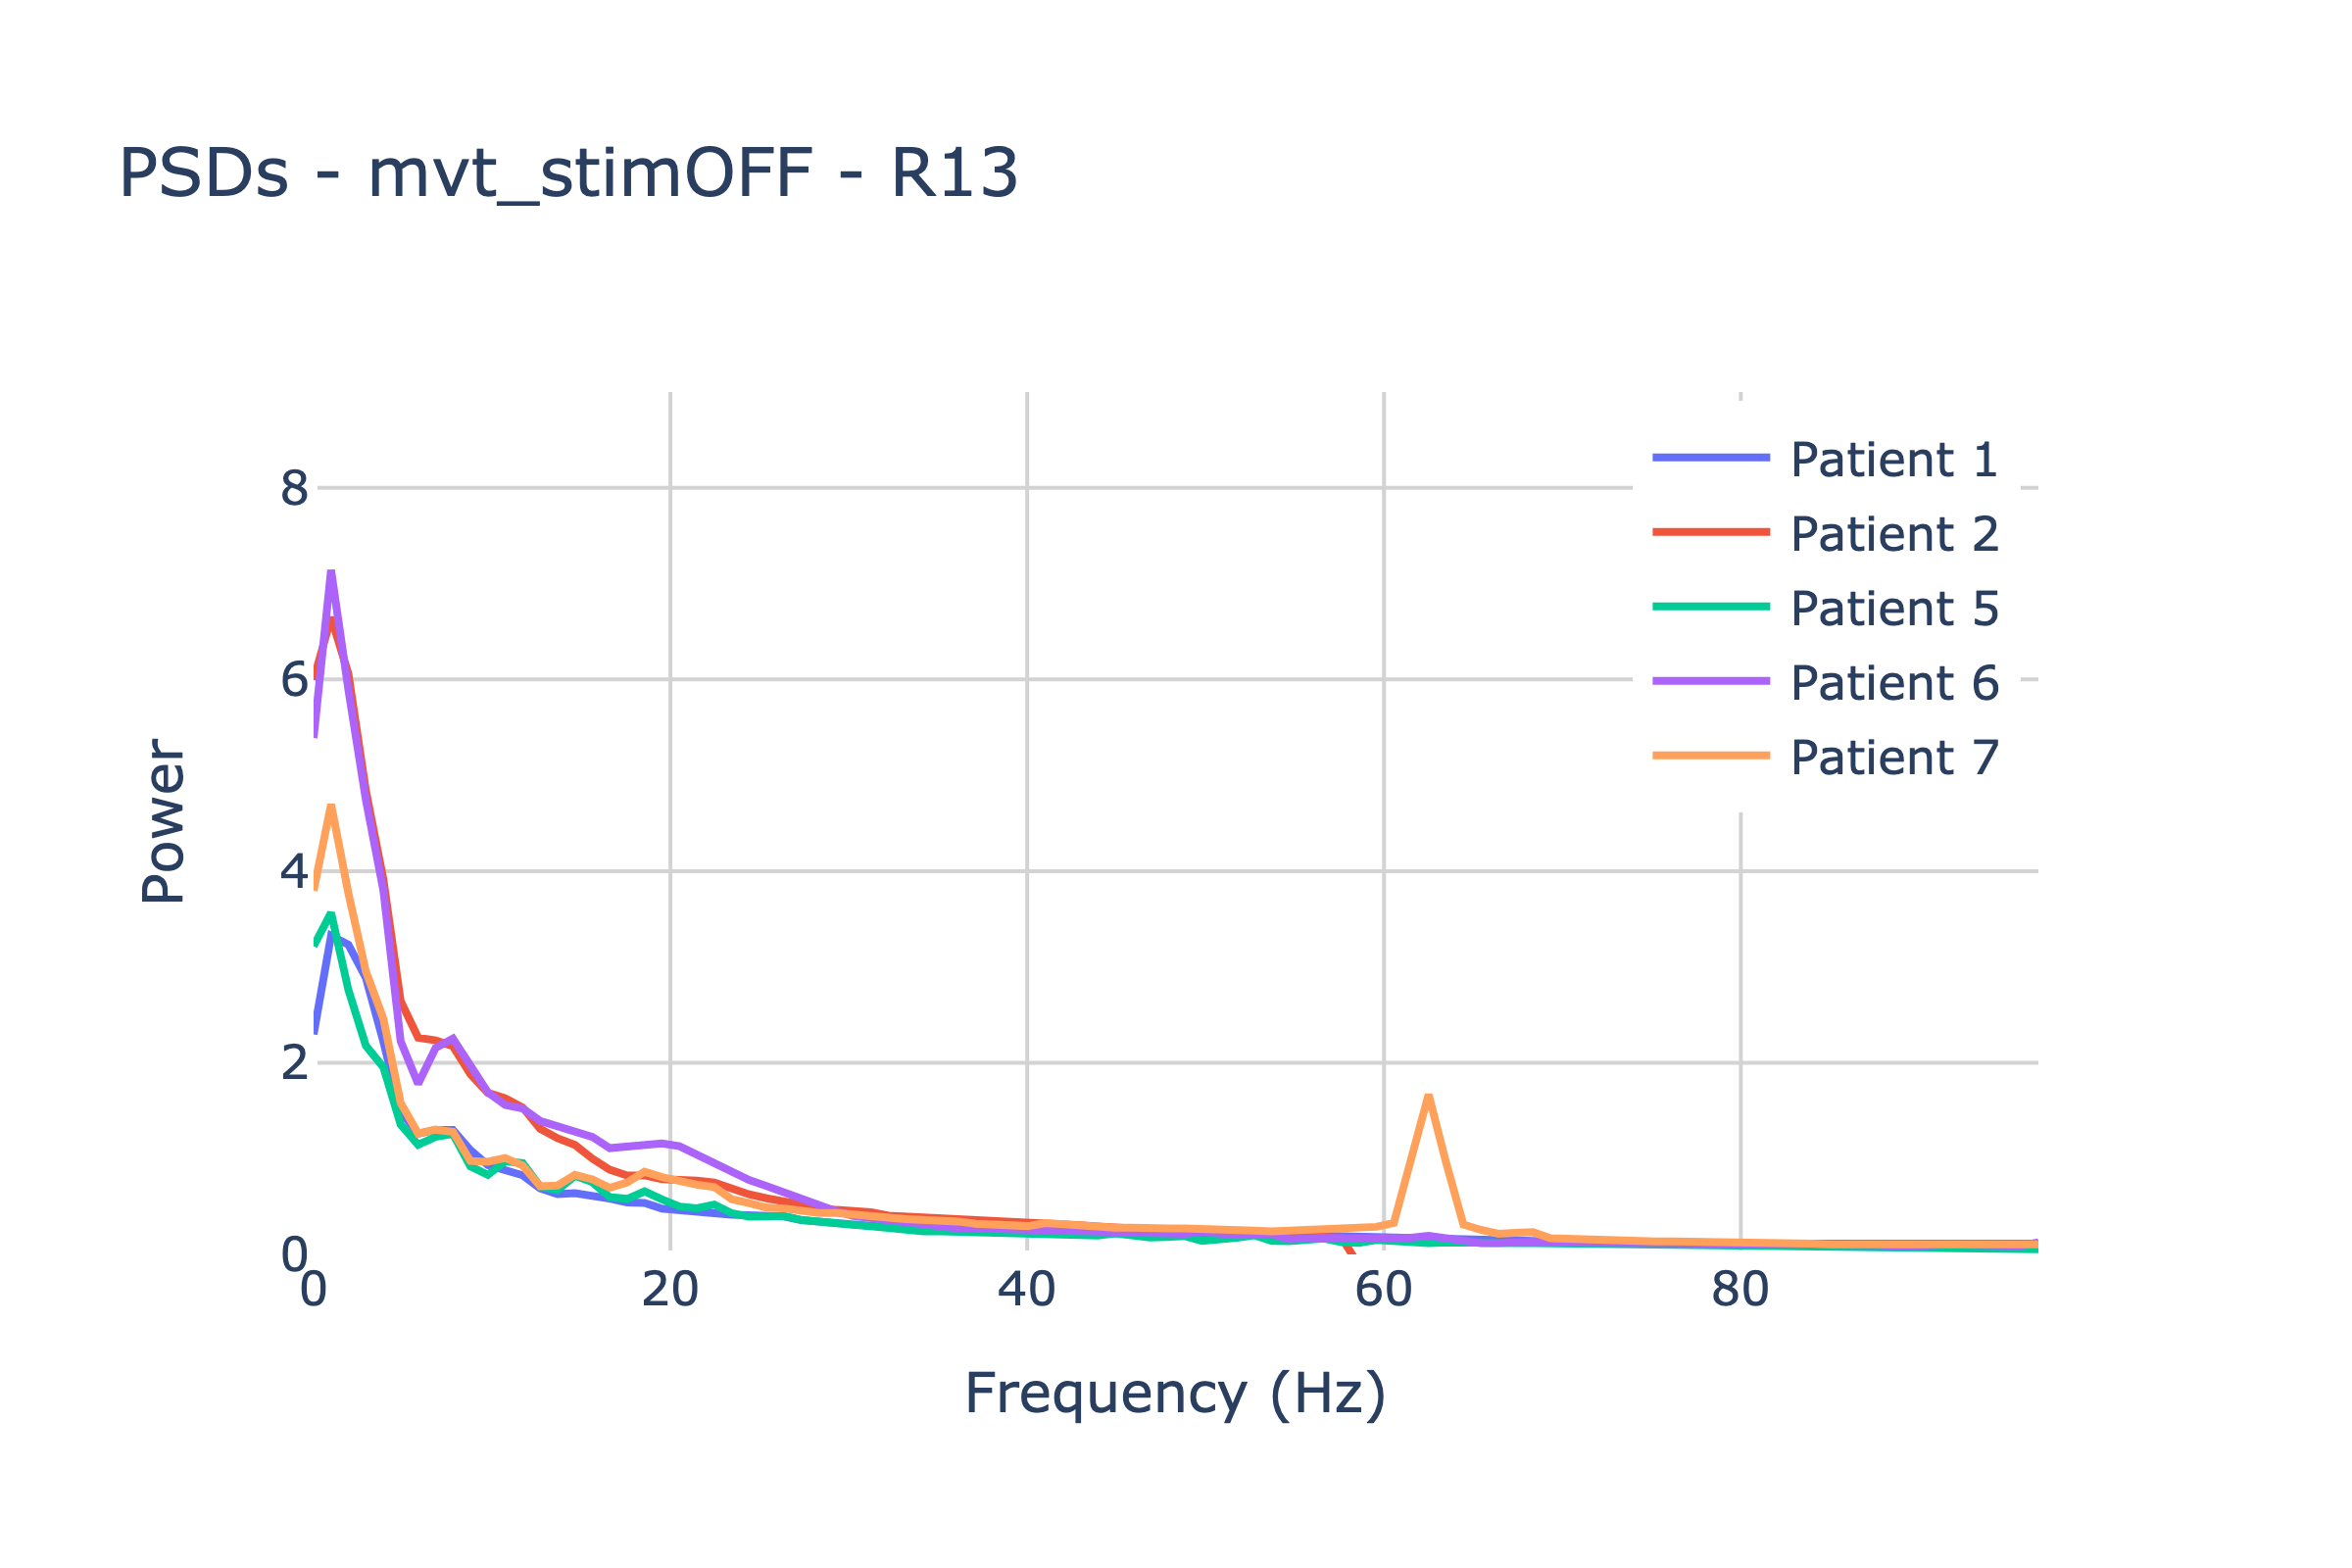 PSDs - mvt_stimOFF - R13
Patient 1
Patient 2
Patient 5
Patient 6
Patient 7
8
6
4
2
0
Power
0 20 40 60 80
Frequency (Hz)